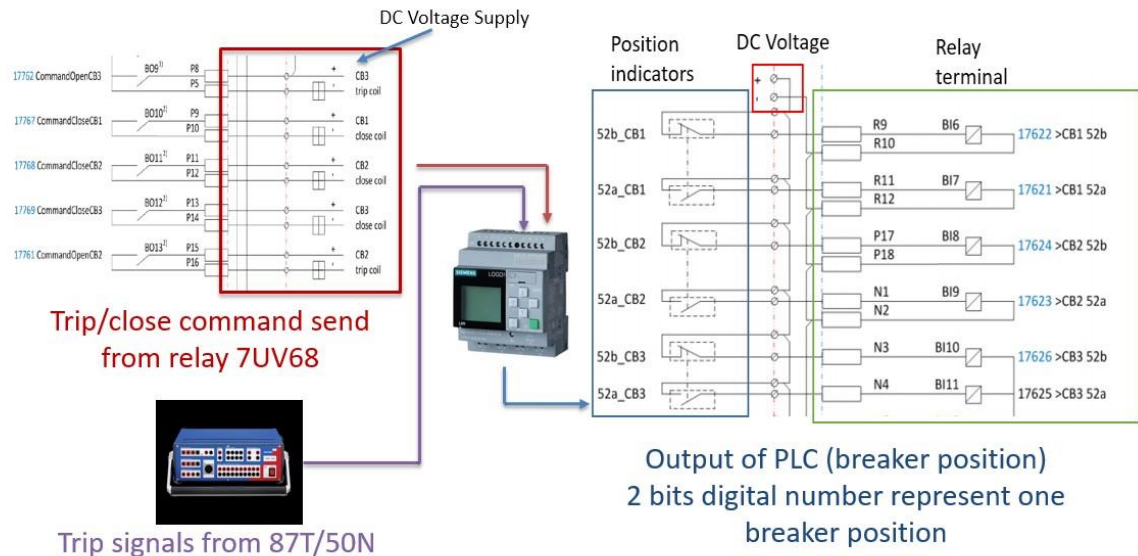 DC Voltage Supply
17762 CommandOpenCB3 BO9 1) P8 P5 + - CB3 trip coil
17767 CommandCloseCB1 BO10 1) P9 P10 + - CB1 close coil
17768 CommandCloseCB2 BO11 1) P11 P12 + - CB2 close coil
17769 CommandCloseCB3 BO12 1) P13 P14 + - CB3 close coil
17761 CommandOpenCB2 BO13 1) P15 P16 + - CB2 trip coil
Trip/close command send
from relay 7UV68
SIEMENS LOGO!
Trip signals from 87T/50N
Position
indicators
DC Voltage
+
-
Relay
terminal
52b_CB1 R9 R10 BI6 17622 >CB1 52b
52a_CB1 R11 R12 BI7 17621 >CB1 52a
52b_CB2 P17 P18 BI8 17624 >CB2 52b
52a_CB2 N1 N2 BI9 17623 >CB2 52a
52b_CB3 N3 BI10 17626 >CB3 52b
52a_CB3 N4 BI11 17625 >CB3 52a
Output of PLC (breaker position)
2 bits digital number represent one
breaker position